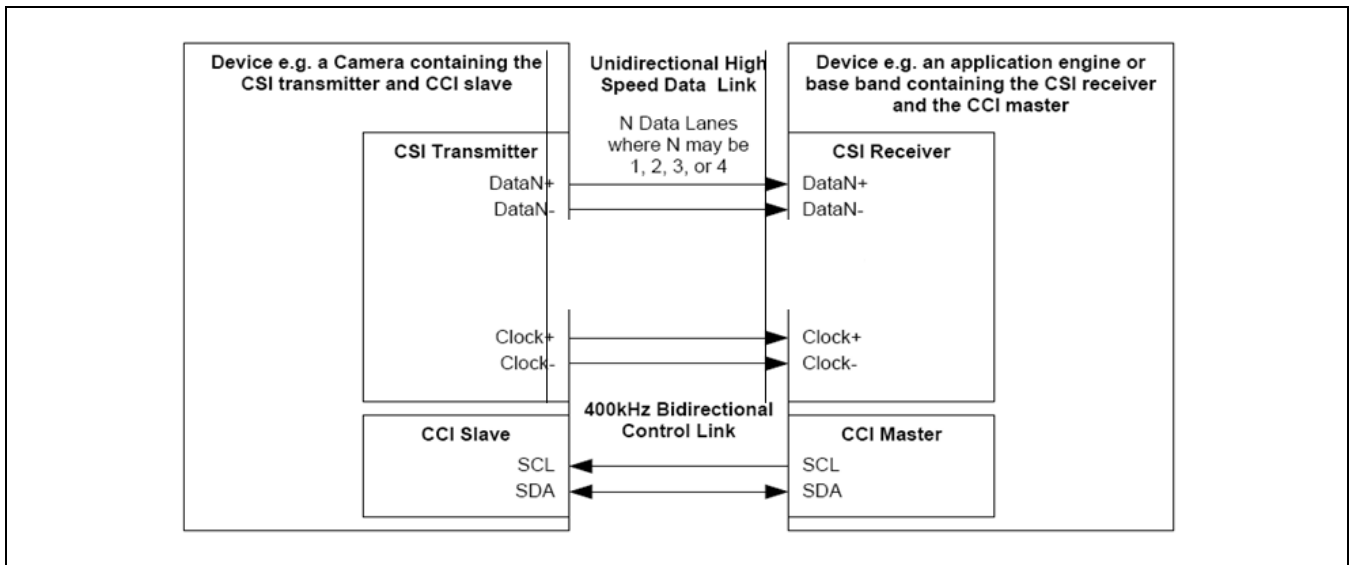 Device e.g. a Camera containing the
CSI transmitter and CCI slave
Unidirectional High
Speed Data Link
N Data Lanes
where N may be
1, 2, 3, or 4
Device e.g. an application engine or
base band containing the CSI receiver
and the CCI master
CSI Transmitter
DataN+
DataN-
Clock+
Clock-
CSI Receiver
DataN+
DataN-
Clock+
Clock-
400kHz Bidirectional
Control Link
CCI Slave
SCL
SDA
CCI Master
SCL
SDA